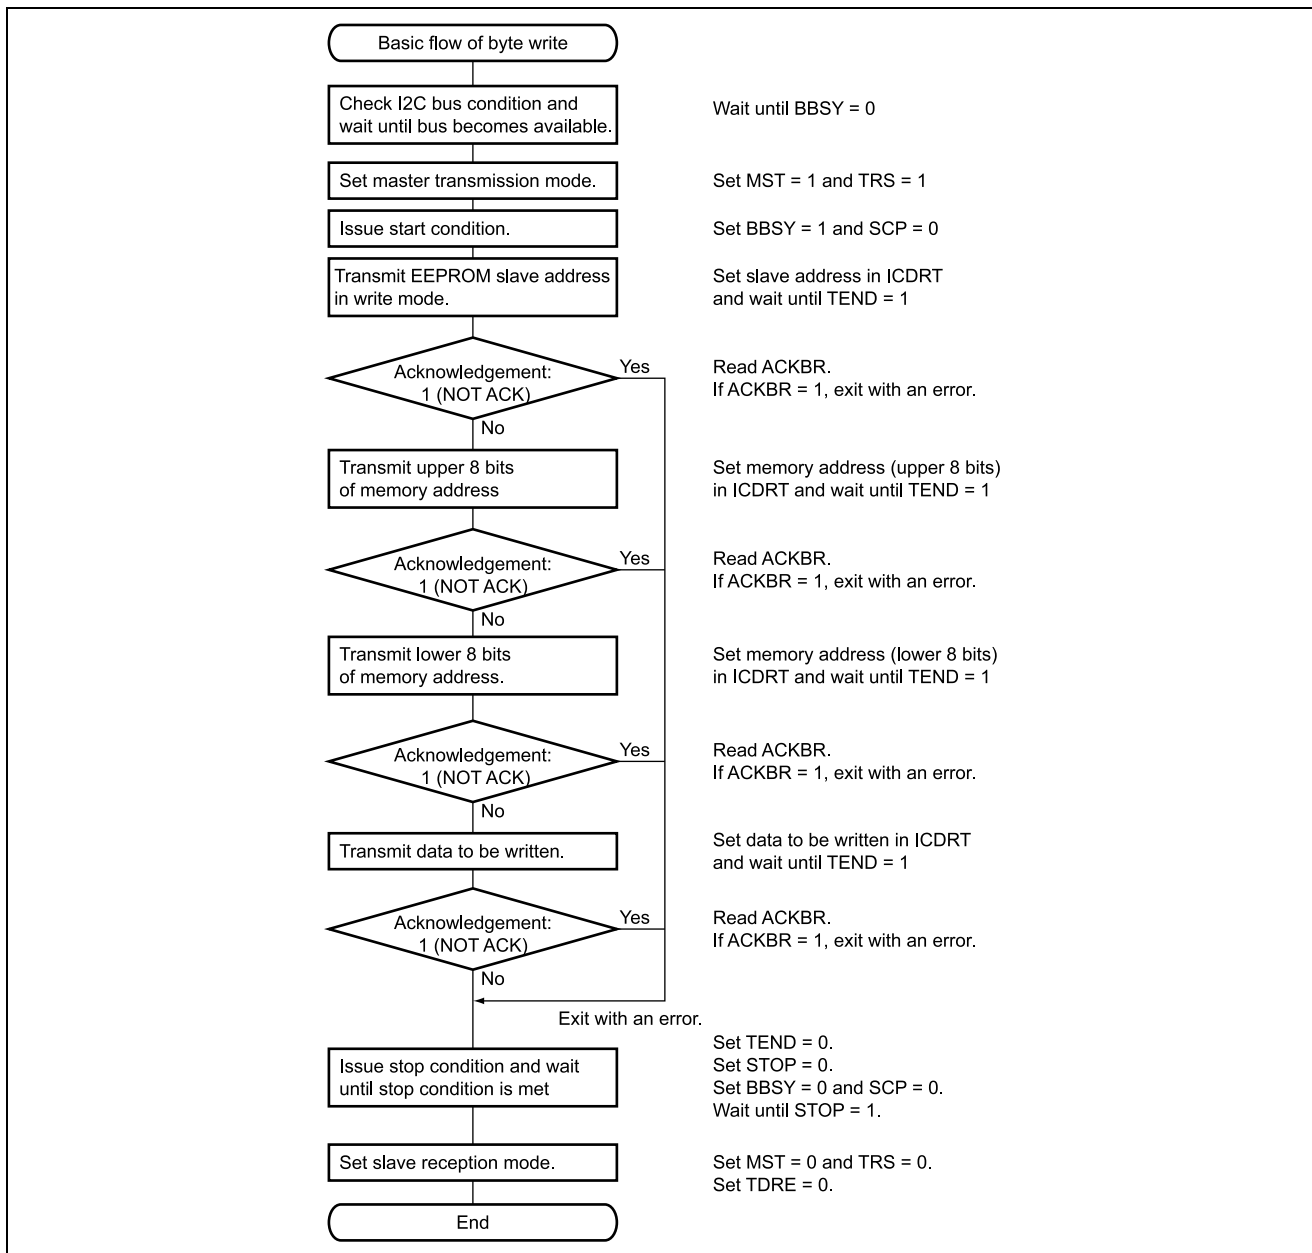 Basic flow of byte write
Check I2C bus condition and
wait until bus becomes available.
Wait until BBSY = 0
Set master transmission mode.
Set MST = 1 and TRS = 1
Issue start condition.
Set BBSY = 1 and SCP = 0
Transmit EEPROM slave address
in write mode.
Set slave address in ICDRT
and wait until TEND = 1
Acknowledgement:
1 (NOT ACK)
Yes
No
Read ACKBR.
If ACKBR = 1, exit with an error.
Transmit upper 8 bits
of memory address
Set memory address (upper 8 bits)
in ICDRT and wait until TEND = 1
Acknowledgement:
1 (NOT ACK)
Yes
No
Read ACKBR.
If ACKBR = 1, exit with an error.
Transmit lower 8 bits
of memory address.
Set memory address (lower 8 bits)
in ICDRT and wait until TEND = 1
Acknowledgement:
1 (NOT ACK)
Yes
No
Read ACKBR.
If ACKBR = 1, exit with an error.
Transmit data to be written.
Set data to be written in ICDRT
and wait until TEND = 1
Acknowledgement:
1 (NOT ACK)
Yes
No
Read ACKBR.
If ACKBR = 1, exit with an error.
Exit with an error.
Issue stop condition and wait
until stop condition is met
Set TEND = 0.
Set STOP = 0.
Set BBSY = 0 and SCP = 0.
Wait until STOP = 1.
Set slave reception mode.
Set MST = 0 and TRS = 0.
Set TDRE = 0.
End